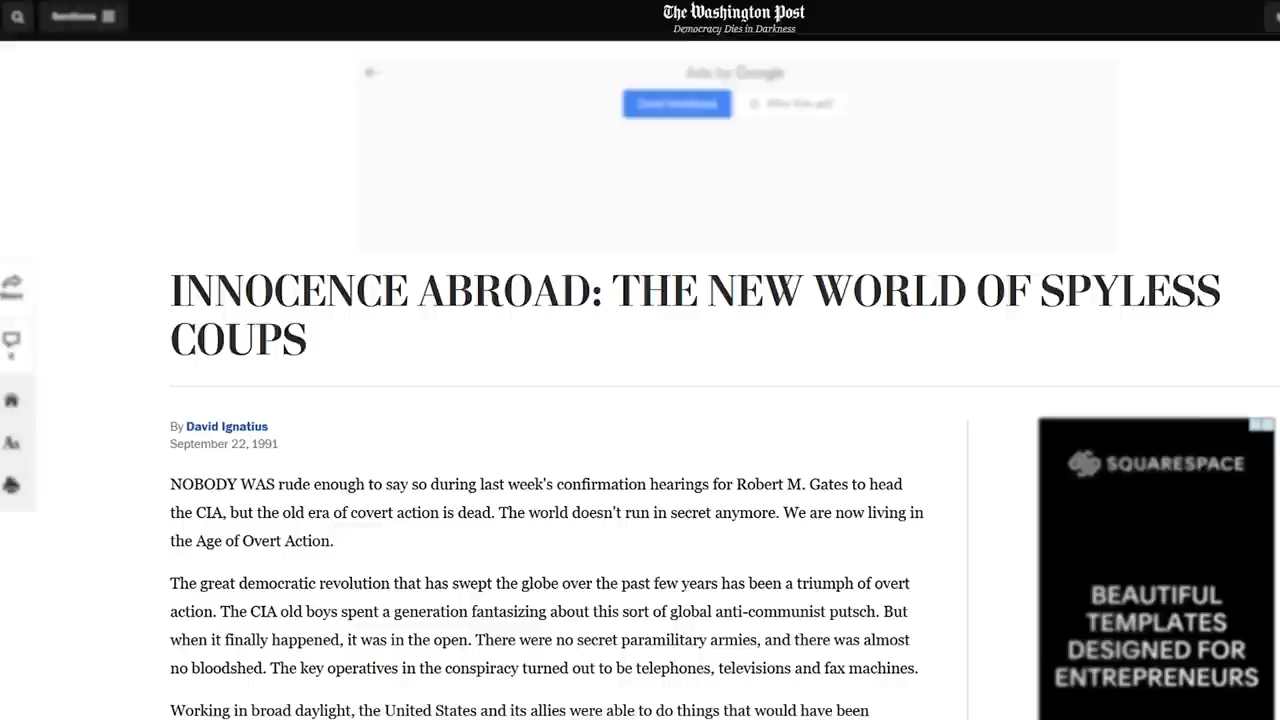 Sections
The Washington Post
Democracy Dies in Darkness
Ads by Google
INNOCENCE ABROAD: THE NEW WORLD OF SPYLESS
COUPS
By David Ignatius
September 22, 1991
NOBODY WAS rude enough to say so during last week's confirmation hearings for Robert M. Gates to head
the CIA, but the old era of covert action is dead. The world doesn't run in secret anymore. We are now living in
the Age of Overt Action.
The great democratic revolution that has swept the globe over the past few years has been a triumph of overt
action. The CIA old boys spent a generation fantasizing about this sort of global anti-communist putsch. But
when it finally happened, it was in the open. There were no secret paramilitary armies, and there was almost
no bloodshed. The key operatives in the conspiracy turned out to be telephones, televisions and fax machines.
Working in broad daylight, the United States and its allies were able to do things that would have been
Aa
SQUARESPACE
BEAUTIFUL
TEMPLATES
DESIGNED FOR
ENTREPRENEURS